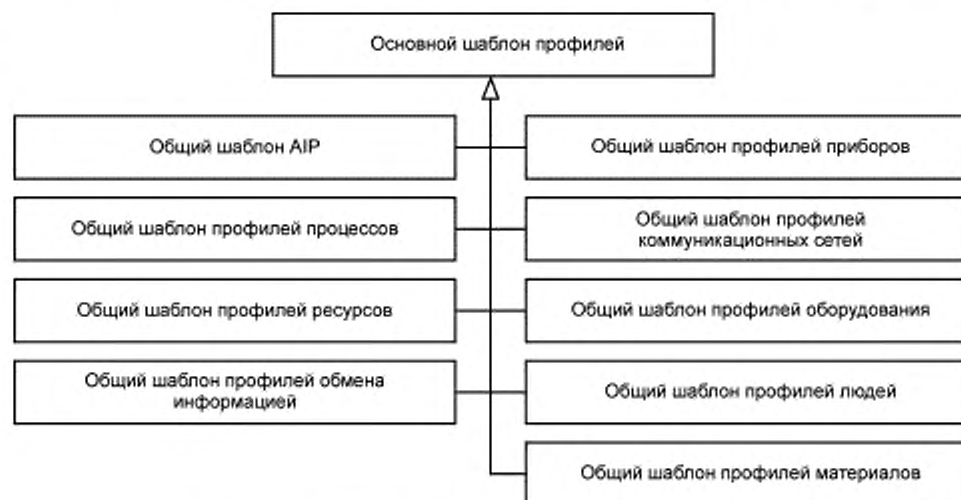 Основной шаблон профилей
Общий шаблон AIP
Общий шаблон профилей приборов
Общий шаблон профилей процессов
Общий шаблон профилей
коммуникационных сетей
Общий шаблон профилей ресурсов
Общий шаблон профилей оборудования
Общий шаблон профилей обмена
информацией
Общий шаблон профилей людей
Общий шаблон профилей материалов